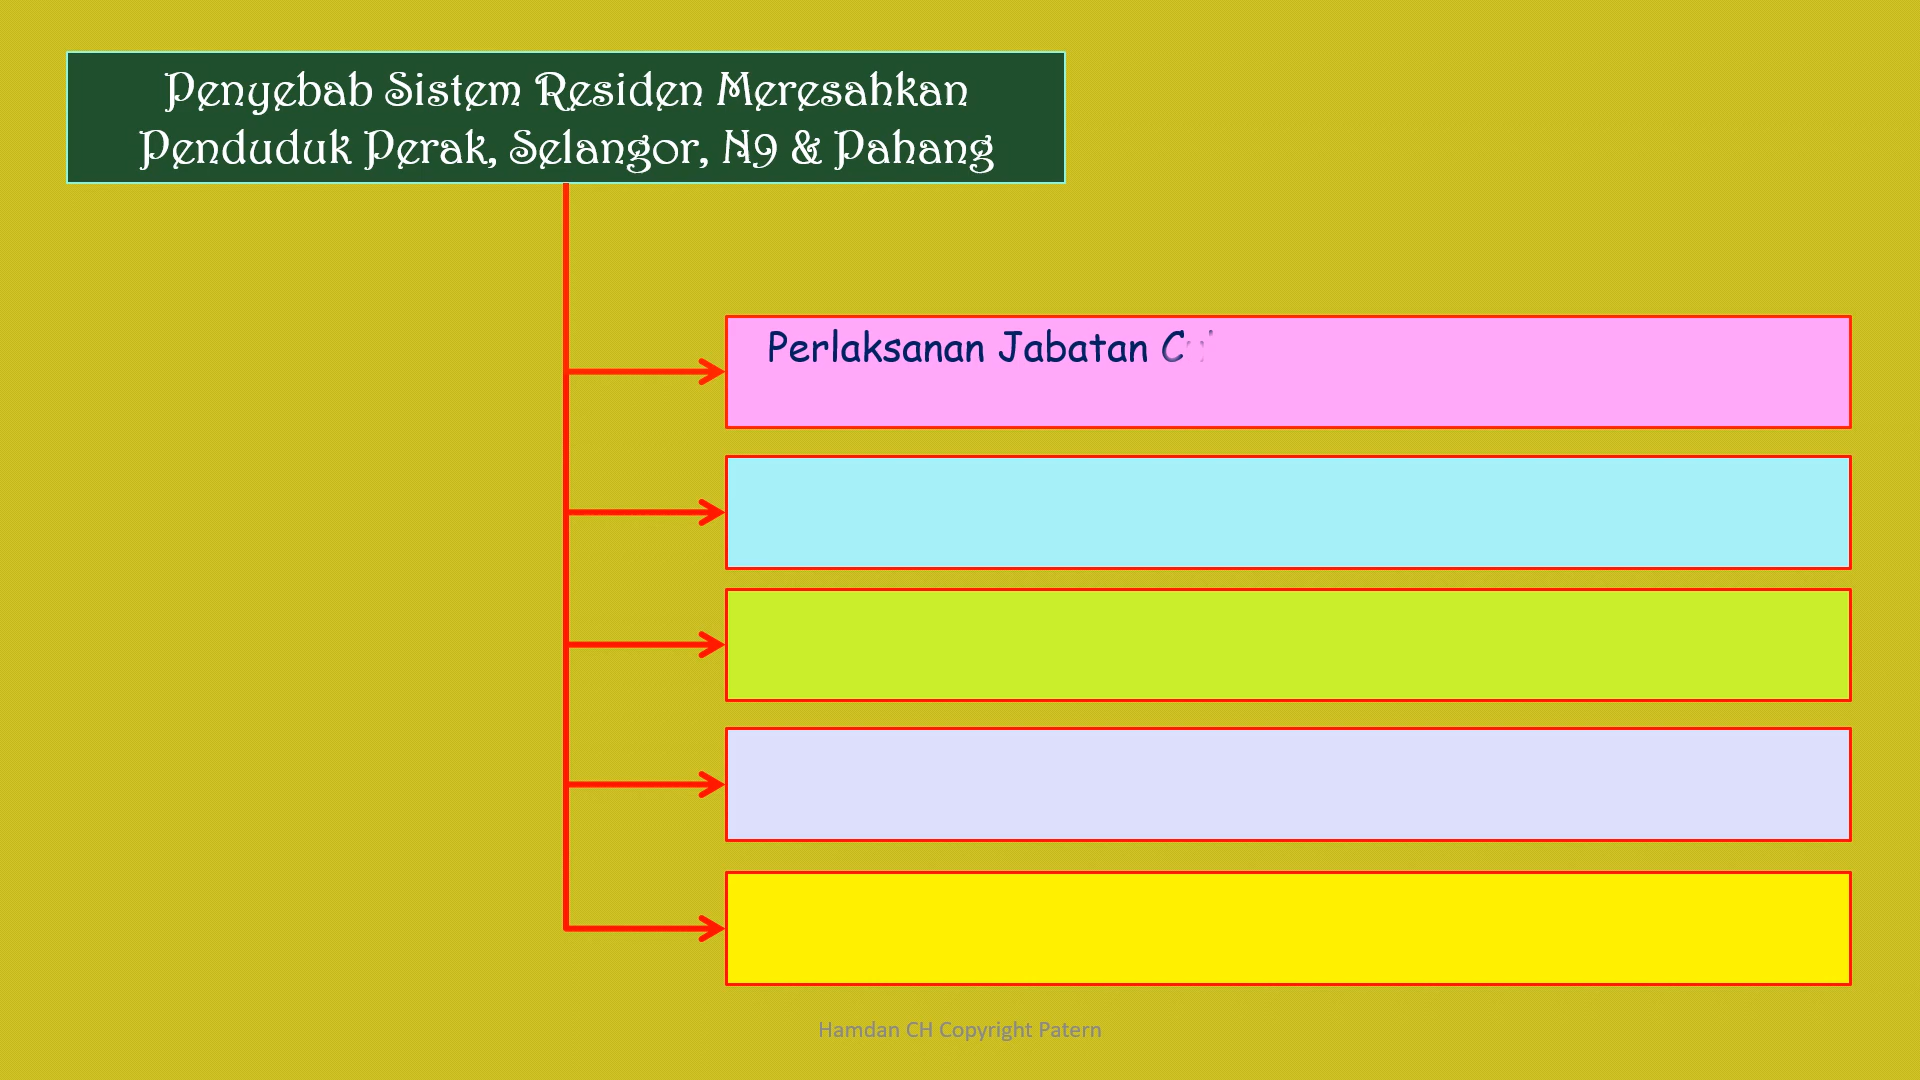 Penyebab Sistem Residen Meresahkan
Penduduk Perak, Selangor, N9 & Pahang
Perlaksanan Jabatan
Hamdan CH Copyright Patern